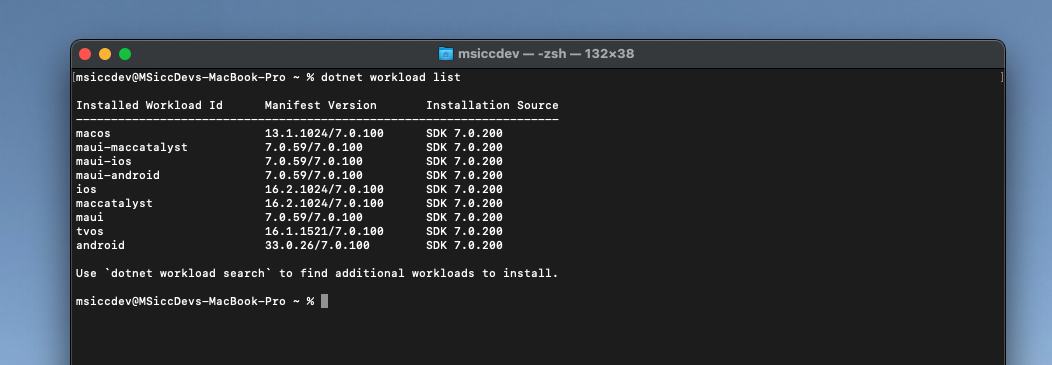 msiccdev — -zsh — 132×38
[msiccdev@MSiccDevs-MacBook-Pro ~ % dotnet workload list ]
Installed Workload Id Manifest Version Installation Source
--------------------------------------------------------------------
macos 13.1.1024/7.0.100 SDK 7.0.200
maui-maccatalyst 7.0.59/7.0.100 SDK 7.0.200
maui-ios 7.0.59/7.0.100 SDK 7.0.200
maui-android 7.0.59/7.0.100 SDK 7.0.200
ios 16.2.1024/7.0.100 SDK 7.0.200
maccatalyst 16.2.1024/7.0.100 SDK 7.0.200
maui 7.0.59/7.0.100 SDK 7.0.200
tvos 16.1.1521/7.0.100 SDK 7.0.200
android 33.0.26/7.0.100 SDK 7.0.200
Use `dotnet workload search` to find additional workloads to install.
msiccdev@MSiccDevs-MacBook-Pro ~ %